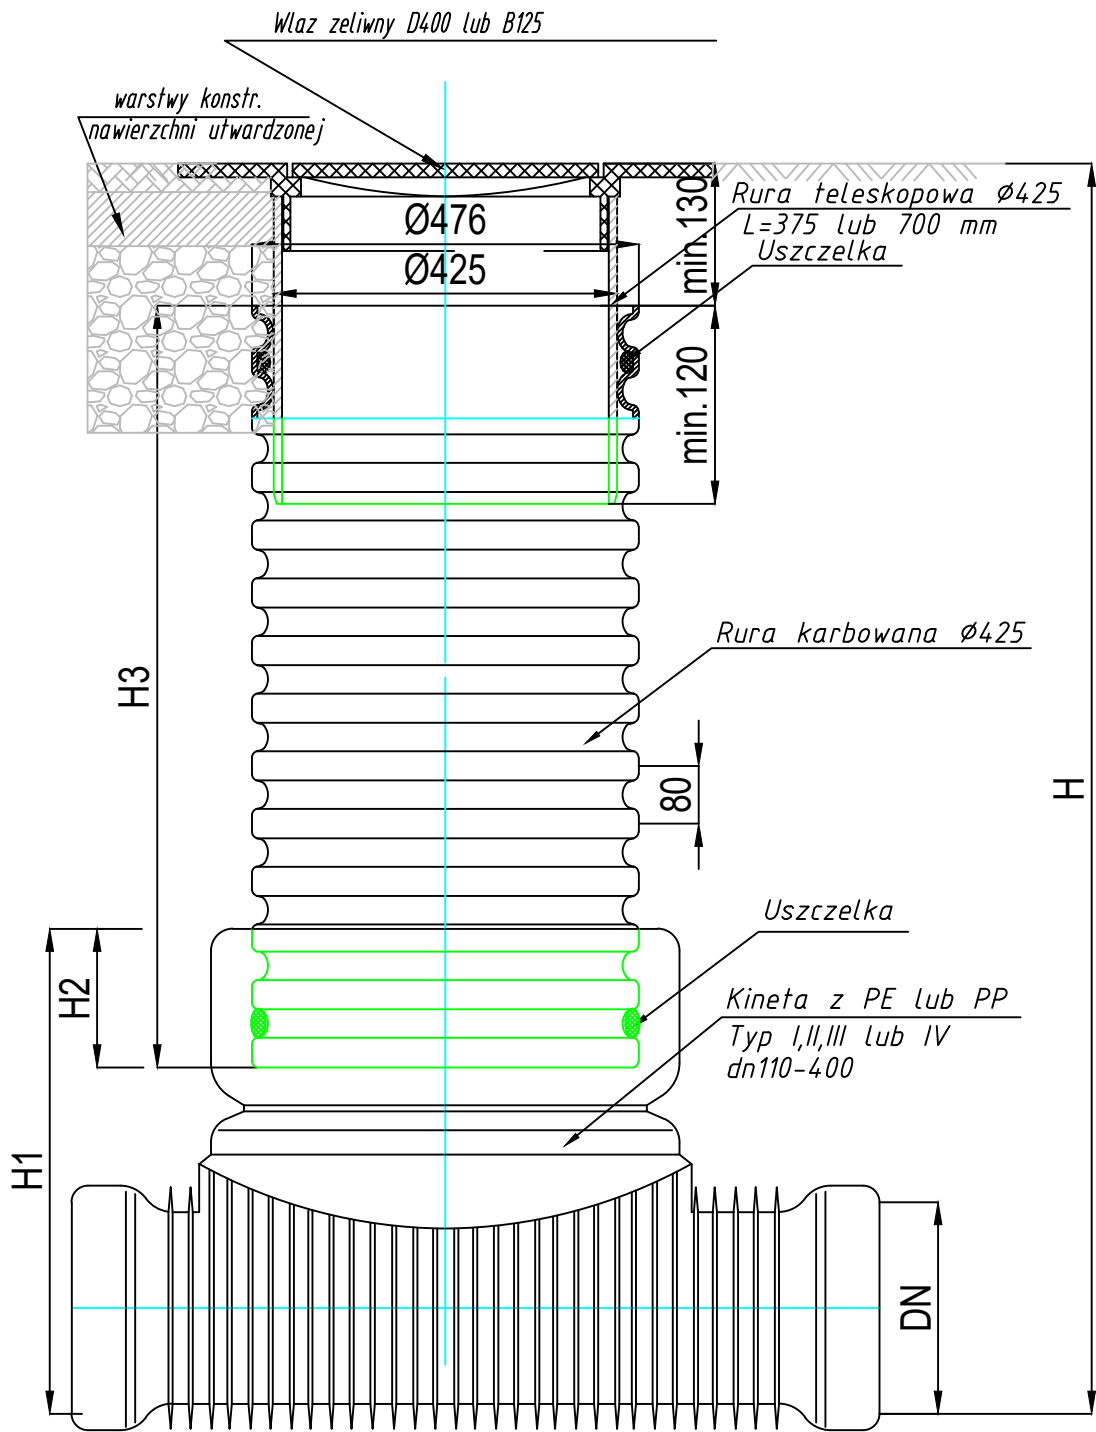 Wlaz zeliwny D400 lub B125
warstwy konstr.
nawierzchni utwardzonej
Ø476
Ø425
min.130
Rura teleskopowa Ø425
L=375 lub 700 mm
Uszczelka
min.120
H3
Rura karbowana Ø425
80
H
Uszczelka
H2
Kineta z PE lub PP
Typ I,II,III lub IV
dn110-400
H1
DN